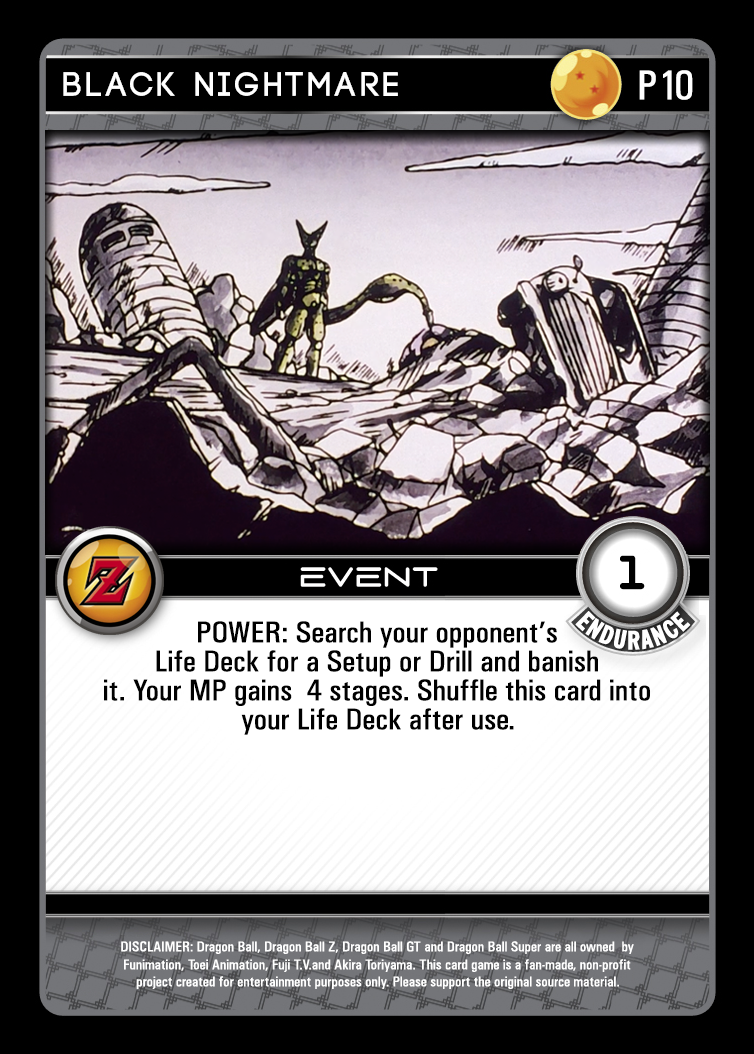 BLACK NIGHTMARE P10
Z
EVENT
1
ENDURANCE
POWER: Search your opponent's
Life Deck for a Setup or Drill and banish
it. Your MP gains  4 stages. Shuffle this card into
your Life Deck after use.
DISCLAIMER: Dragon Ball, Dragon Ball Z, Dragon Ball GT and Dragon Ball Super are all owned  by
Funimation, Toei Animation, Fuji T.V.and Akira Toriyama. This card game is a fan-made, non-profit
project created for entertainment purposes only. Please support the original source material.